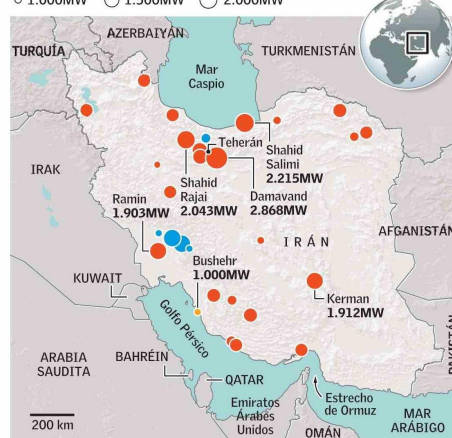 1.000MW 1.500MW 2.000MW
AZERBAIYÁN
TURQUÍA
TURKMENISTÁN
Mar
Caspio
Teherán
Shahid
Salimi
2.215MW
IRAK
Shahid
Rajai
2.043MW
Damavand
2.868MW
Ramin
1.903MW
IRÁN
AFGANISTÁN
Bushehr
1.000MW
KUWAIT
Kerman
1.912MW
Golfo Pérsico
PAKISTÁN
ARABIA
SAUDITA
BAHRÉIN
QATAR
Estrecho
de Ormuz
Emiratos
Árabes
Unidos
MAR
ARÁBIGO
OMÁN
200 km